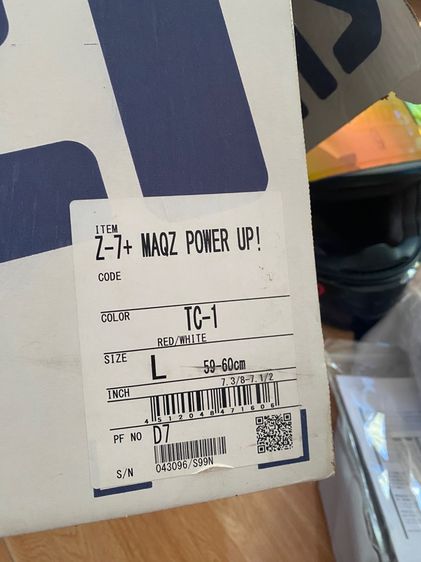 ITEM
Z-7+ MAQZ POWER UP!
CODE
COLOR TC-1
RED/WHITE
SIZE L 59-60cm
INCH 7.3/8-7.1/2
4512048471606
PF NO D7
S/N 043096/S99N